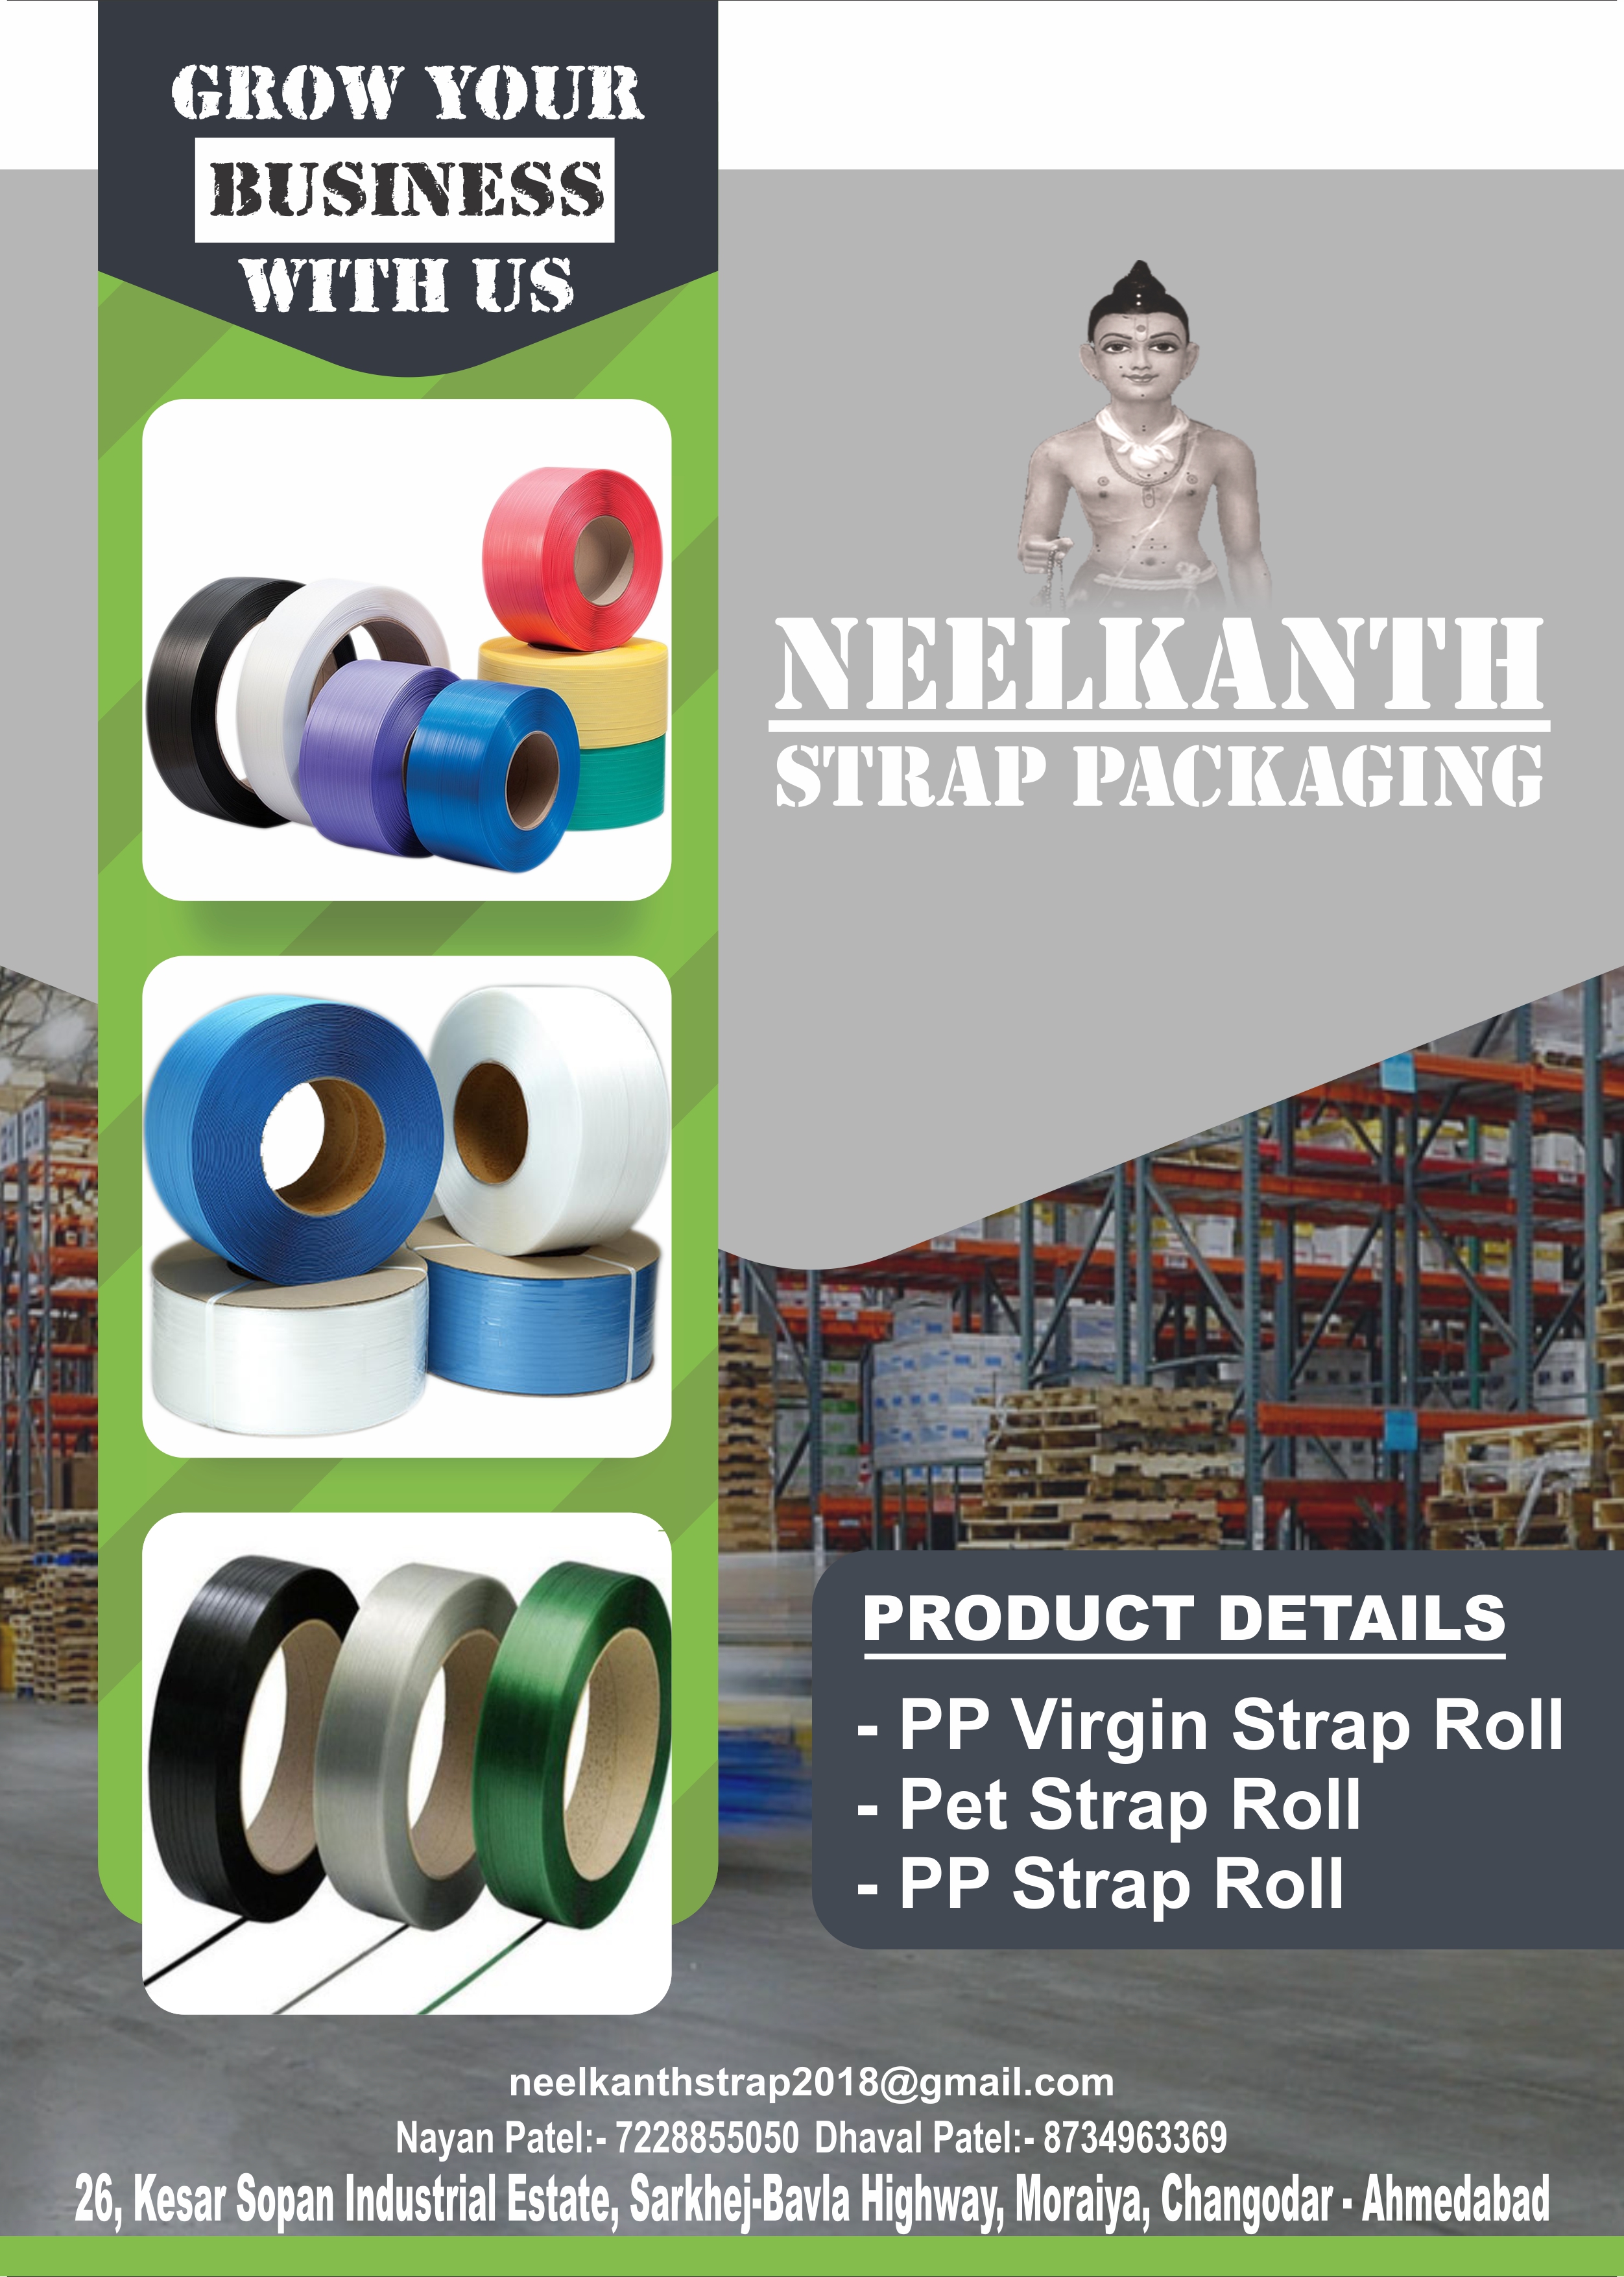 GROW YOUR
BUSINESS
WITH US
NEELKANTH
STRAP PACKAGING
PRODUCT DETAILS
- PP Virgin Strap Roll
- Pet Strap Roll
- PP Strap Roll
neelkanthstrap2018@gmail.com
Nayan Patel:- 7228855050 Dhaval Patel:- 8734963369
26, Kesar Sopan Industrial Estate, Sarkhej-Bavla Highway, Moraiya, Changodar - Ahmedabad